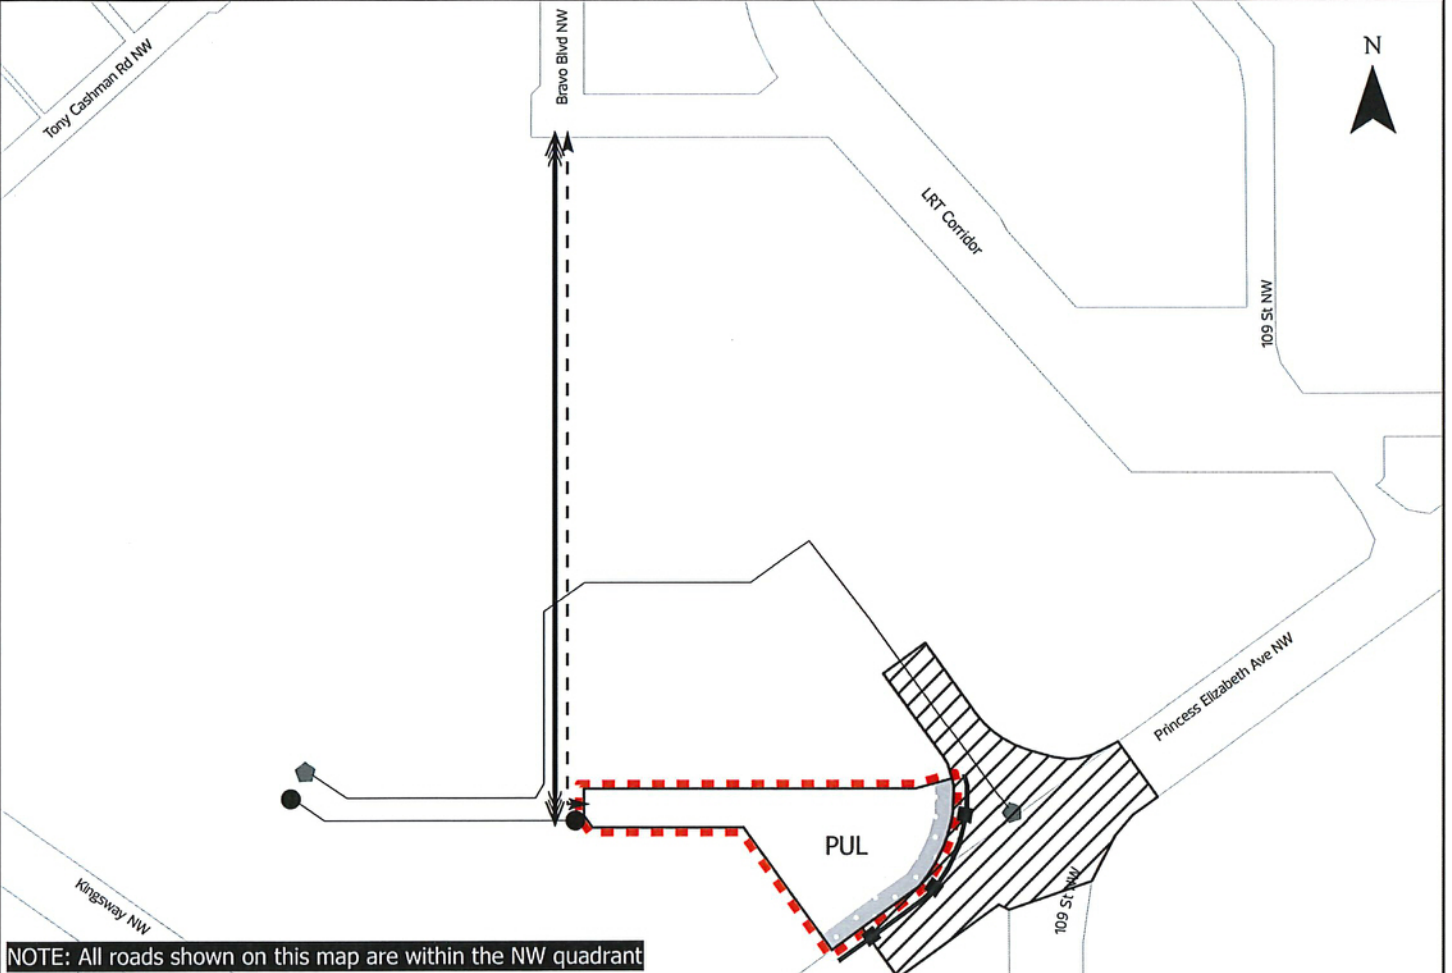 Bravo Blvd NW
N
Tony Cashman Rd NW
LRT Corridor
109 St NW
Princess Elizabeth Ave NW
PUL
109 St NW
Kingsway NW
NOTE: All roads shown on this map are within the NW quadrant